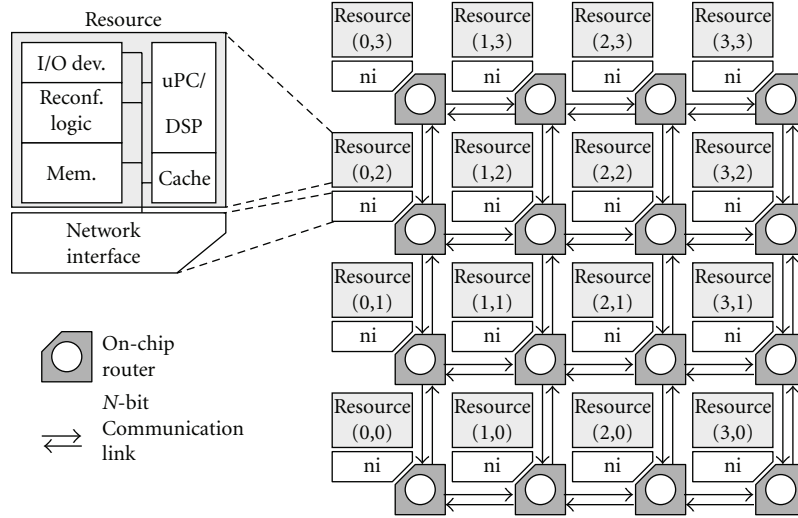 Resource
I/O dev.
Reconf.
logic
Mem.
uPC/
DSP
Cache
Network
interface
On-chip
router
N-bit
Communication
link
Resource
(0,3)
ni
Resource
(1,3)
ni
Resource
(2,3)
ni
Resource
(3,3)
ni
Resource
(0,2)
ni
Resource
(1,2)
ni
Resource
(2,2)
ni
Resource
(3,2)
ni
Resource
(0,1)
ni
Resource
(1,1)
ni
Resource
(2,1)
ni
Resource
(3,1)
ni
Resource
(0,0)
ni
Resource
(1,0)
ni
Resource
(2,0)
ni
Resource
(3,0)
ni